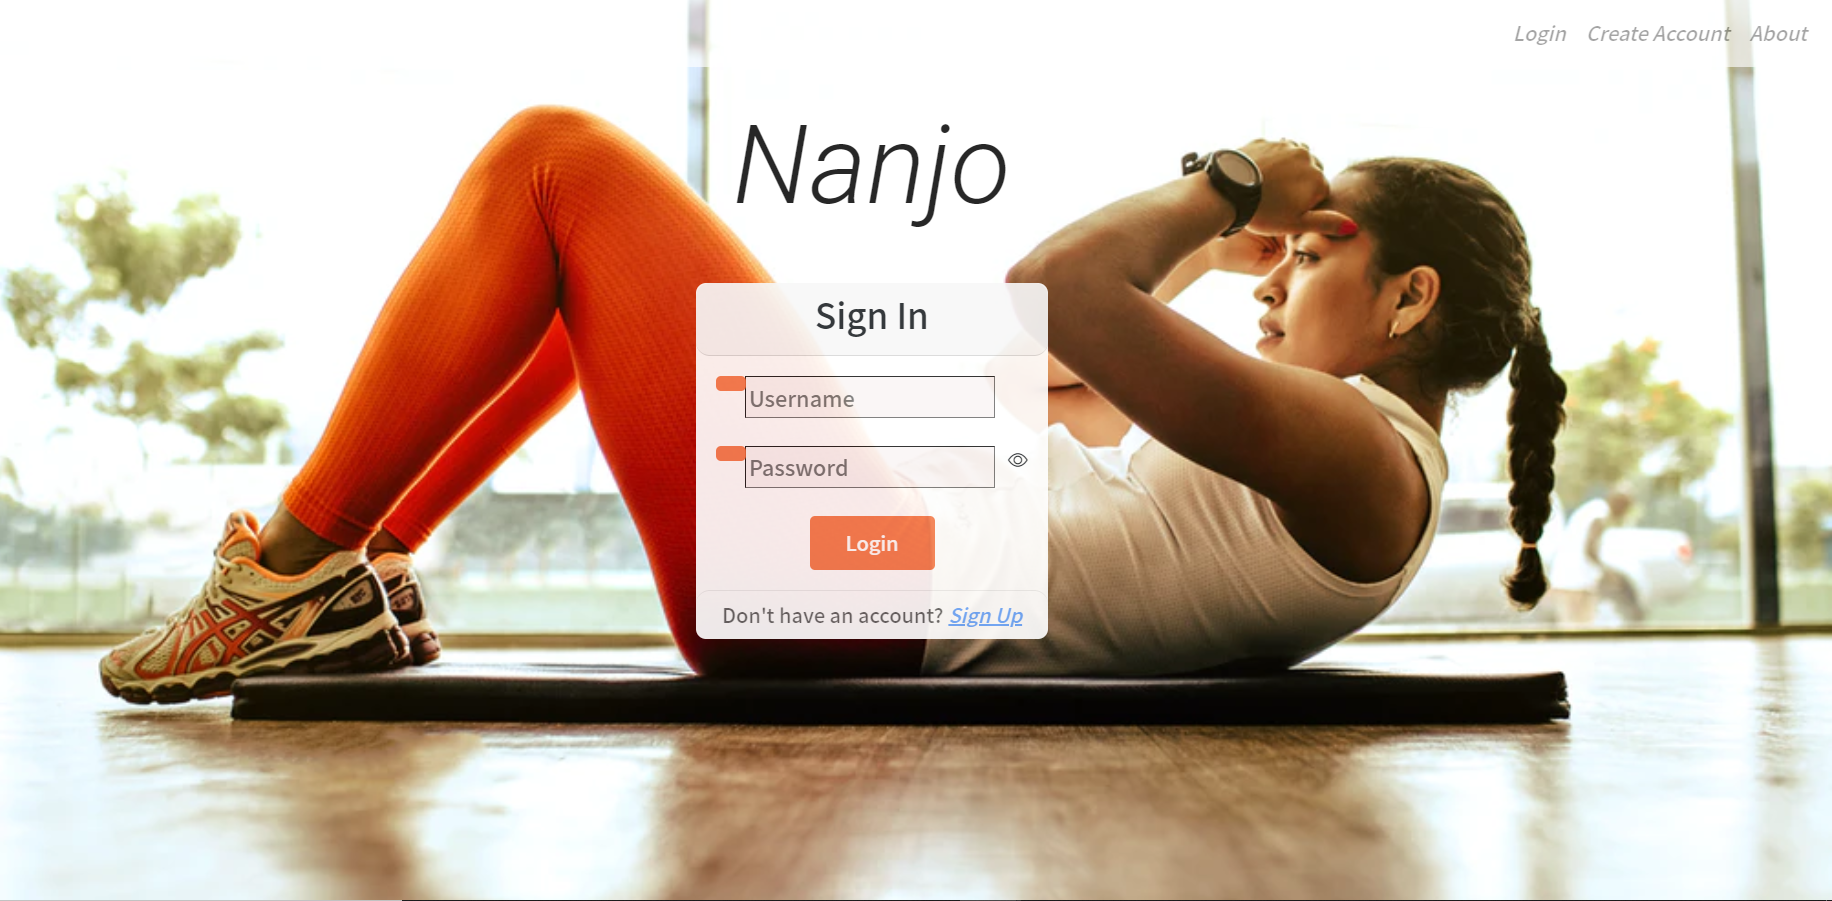 Login Create Account About
Nanjo
Sign In
Username
Password
Login
Don't have an account? Sign Up